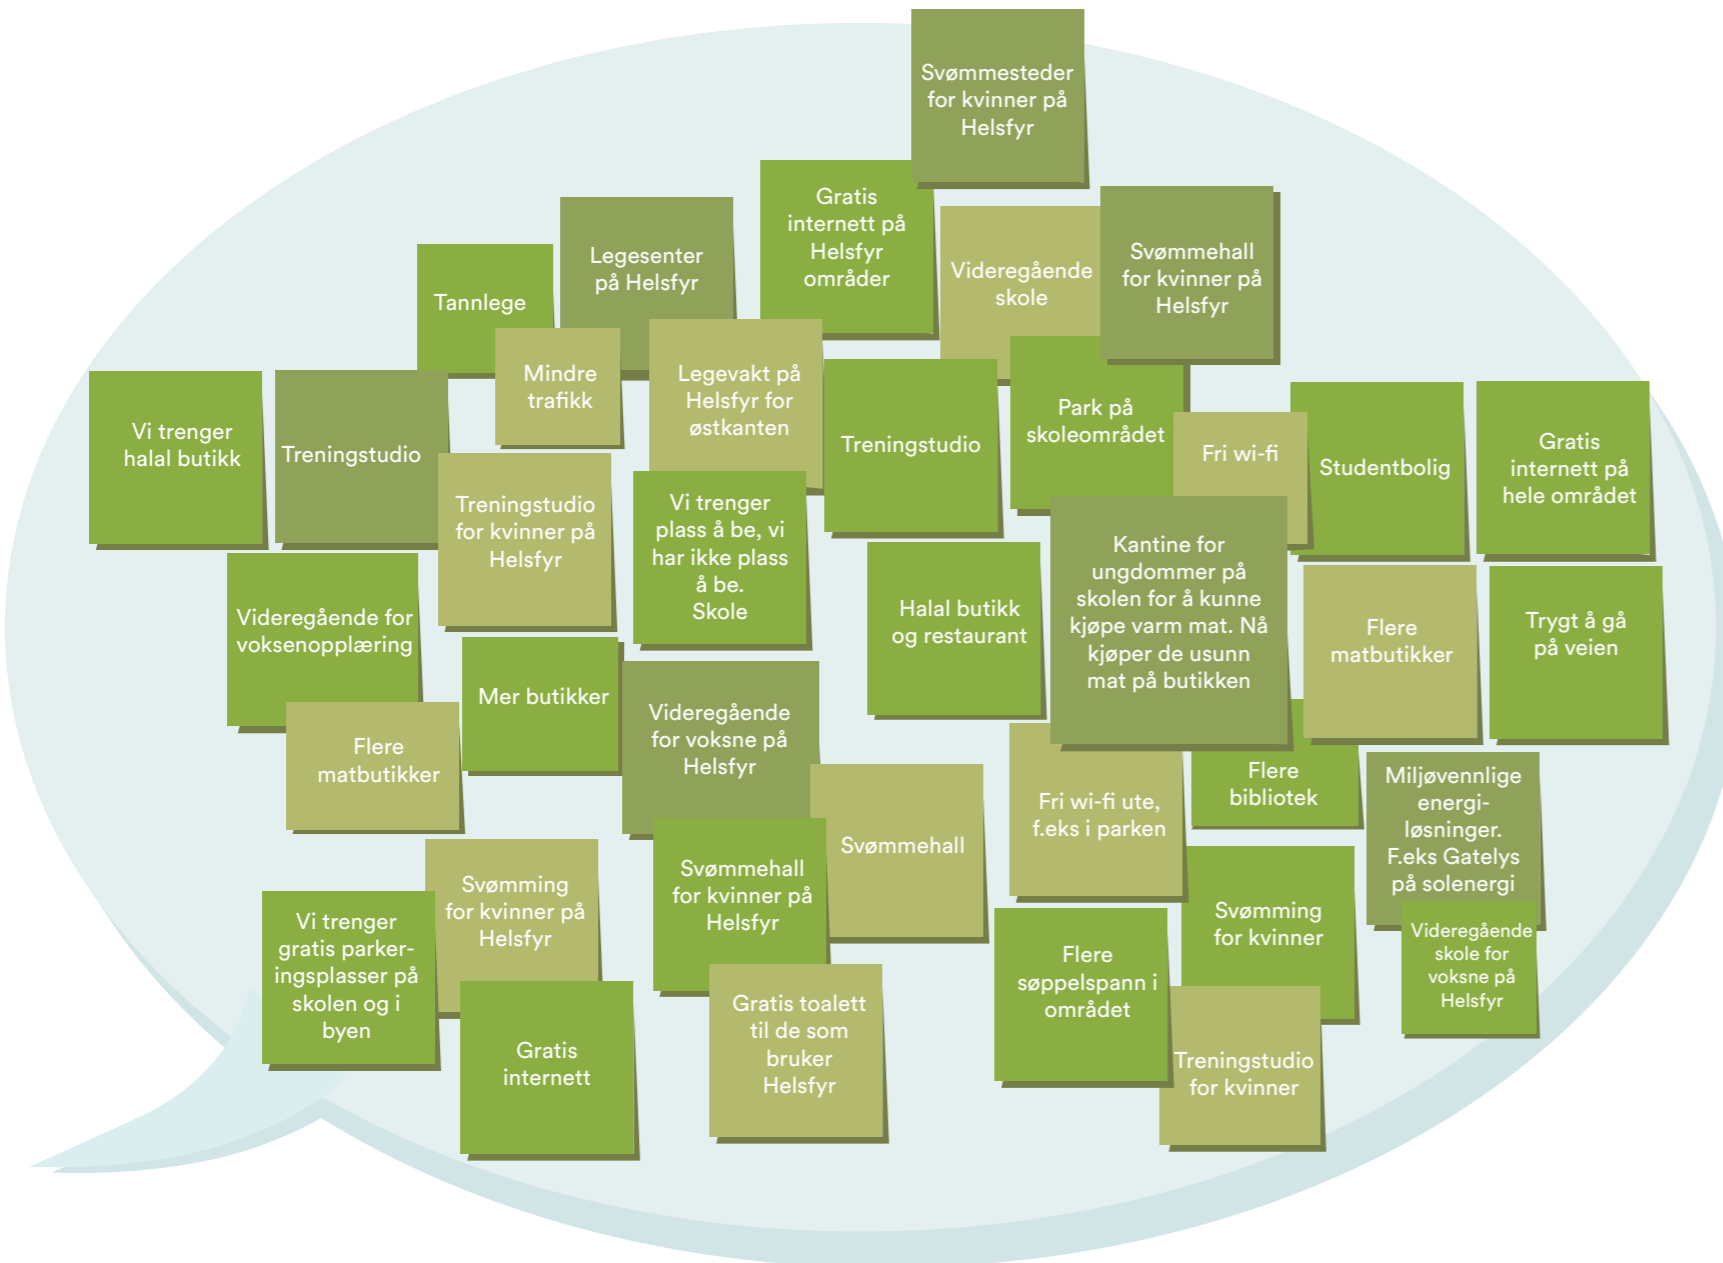 Svømmesteder
for kvinner på
Helsfyr
Gratis
internett på
Helsfyr
områder
Legesenter
på Helsfyr
Videregående
skole
Svømmehall
for kvinner på
Helsfyr
Tannlege
Mindre
trafikk
Legevakt på
Helsfyr for
østkanten
Treningstudio
Park på
skoleområdet
Fri wi-fi
Studentbolig
Gratis
internett på
hele området
Vi trenger
halal butikk
Treningstudio
Treningstudio
for kvinner på
Helsfyr
Vi trenger
plass å be, vi
har ikke plass
å be.
Skole
Halal butikk
og restaurant
Kantine for
ungdommer på
skolen for å kunne
kjøpe varm mat. Nå
kjøper de usunn
mat på butikken
Flere
matbutikker
Trygt å gå
på veien
Videregående for
voksenopplæring
Mer butikker
Videregående
for voksne på
Helsfyr
Flere
matbutikker
Svømmehall
Fri wi-fi ute,
f.eks i parken
Flere
bibliotek
Miljøvennlige
energi-
løsninger.
F.eks Gatelys
på solenergi
Svømming
for kvinner på
Helsfyr
Svømmehall
for kvinner på
Helsfyr
Svømming
for kvinner
Videregående
skole for
voksne på
Helsfyr
Vi trenger
gratis parker-
ingsplasser på
skolen og i
byen
Gratis
internett
Gratis toalett
til de som
bruker
Helsfyr
Flere
søppelspann i
området
Treningstudio
for kvinner